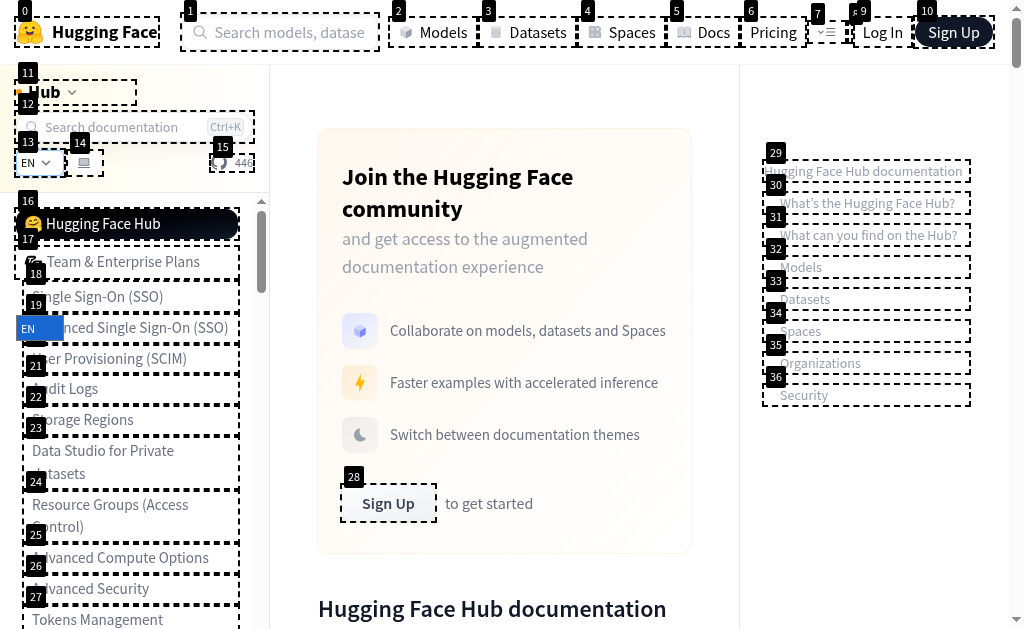 0 1 2 3 4 5 6 7 9 10
Hugging Face Search models, datase Models Datasets Spaces Docs Pricing Log In Sign Up
11
Hub
12
Search documentation Ctrl+K
13 14 15
EN 446
16
Hugging Face Hub
17
Team & Enterprise Plans
18
Single Sign-On (SSO)
19
EN nced Single Sign-On (SSO)
User Provisioning (SCIM)
21
Audit Logs
22
Storage Regions
23
Data Studio for Private
datasets
24
Resource Groups (Access
Control)
25
Advanced Compute Options
26
Advanced Security
27
Tokens Management
Join the Hugging Face
community
and get access to the augmented
documentation experience
Collaborate on models, datasets and Spaces
Faster examples with accelerated inference
Switch between documentation themes
28
Sign Up to get started
Hugging Face Hub documentation
29
Hugging Face Hub documentation
30
What's the Hugging Face Hub?
31
What can you find on the Hub?
32
Models
33
Datasets
34
Spaces
35
Organizations
36
Security